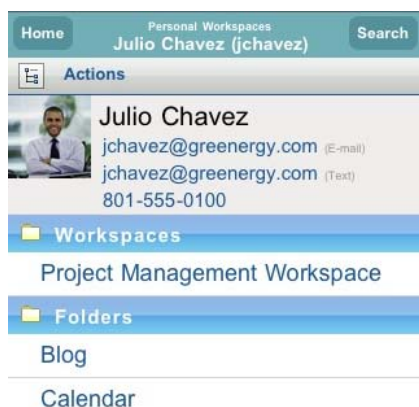 Home
Personal Workspaces
Julio Chavez (jchavez)
Search
Actions
Julio Chavez
jchavez@greenergy.com (E-mail)
jchavez@greenergy.com (Text)
801-555-0100
Workspaces
Project Management Workspace
Folders
Blog
Calendar